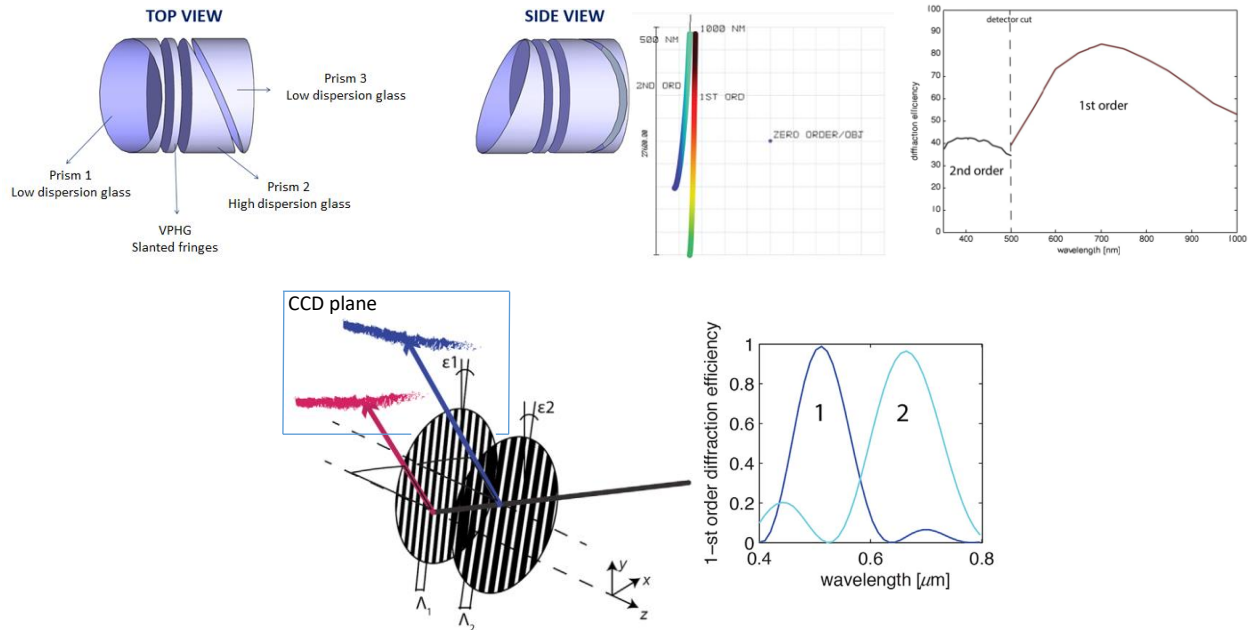 TOP VIEW
SIDE VIEW
Prism 3
Low dispersion glass
Prism 1
Low dispersion glass
Prism 2
High dispersion glass
VPHG
Slanted fringes
500 NM
1000 NM
2ND ORD
1ST ORD
ZERO ORDER/OBJ
detector cut
100
90
80
70
60
50
40
30
20
10
0
diffraction efficiency
1st order
2nd order
400
500
600
700
800
900
1000
wavelength [nm]
CCD plane
ε1
ε2
Λ1
Λ2
y
x
z
1
0.8
0.6
0.4
0.2
0
1-st order diffraction efficiency
1
2
0.4
0.6
0.8
wavelength [μm]